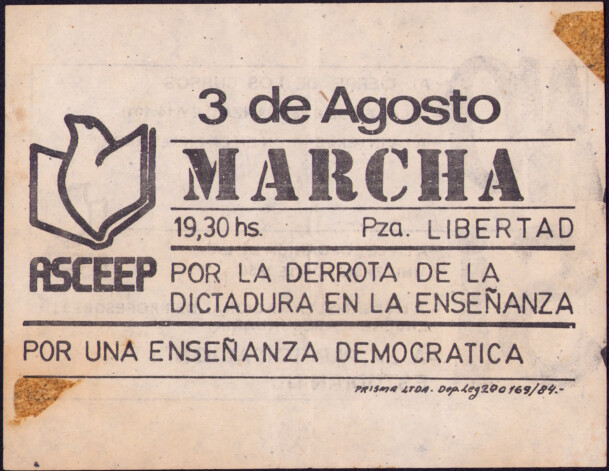 3 de Agosto
MARCHA
19,30 hs. Pza. LIBERTAD
ASCEEP
POR LA DERROTA DE LA
DICTADURA EN LA ENSEÑANZA
POR UNA ENSEÑANZA DEMOCRATICA
PRISMA LTDA. Dep. Leg 200169/84.-